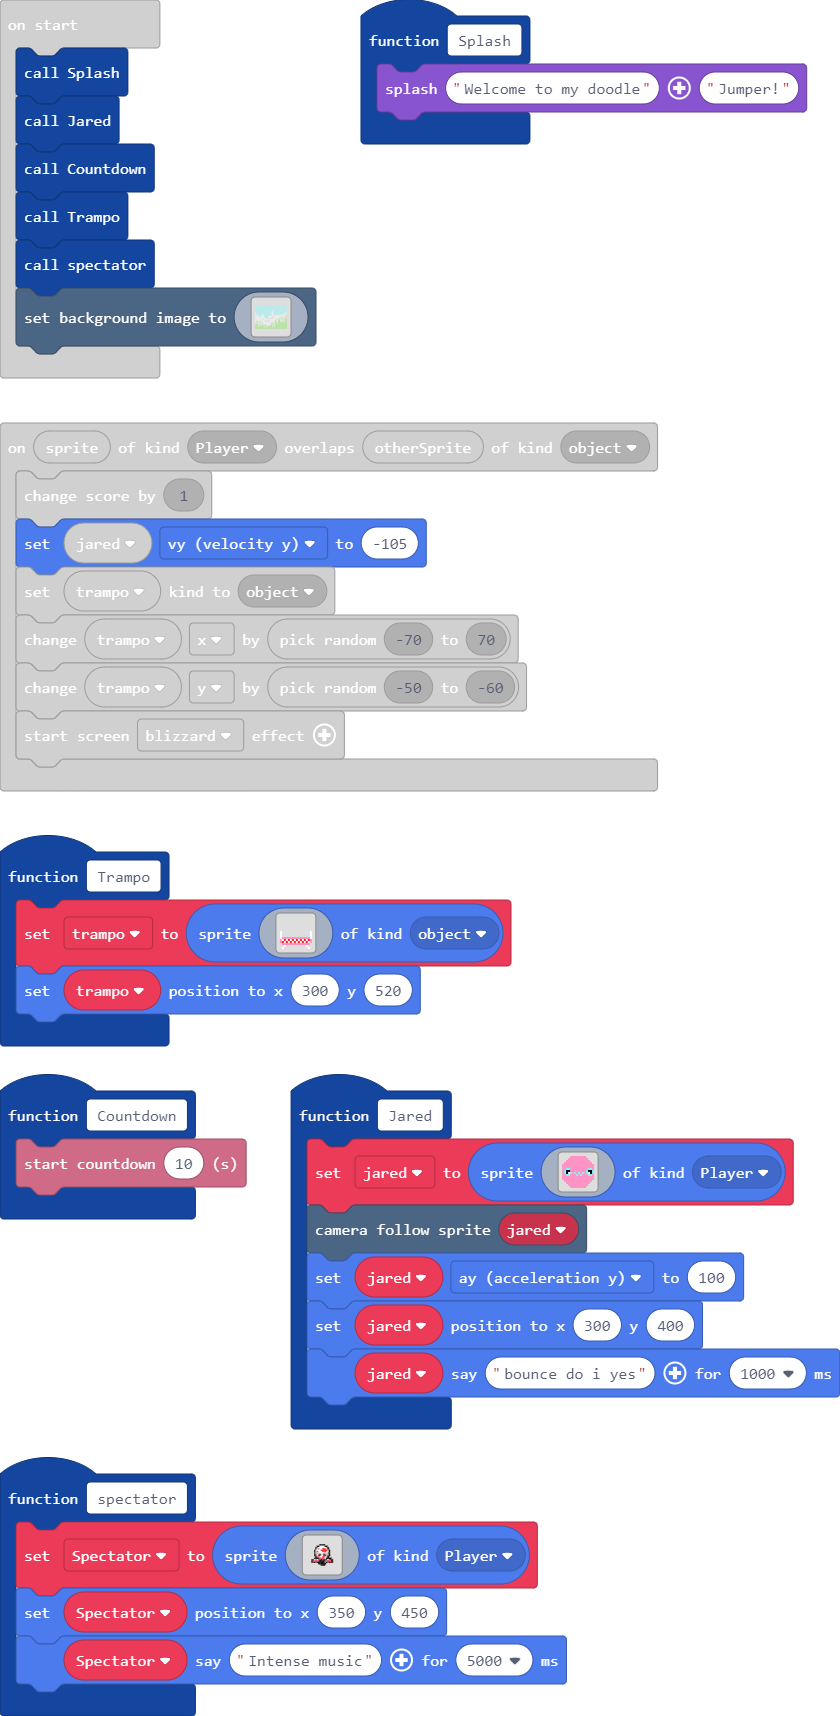 on start
call Splash
call Jared
call Countdown
call Trampo
call spectator
set background image to
function Splash
splash "Welcome to my doodle" "Jumper!"
on sprite of kind Player overlaps otherSprite of kind object
change score by 1
set jared vy (velocity y) to -105
set trampo kind to object
change trampo x by pick random -70 to 70
change trampo y by pick random -50 to -60
start screen blizzard effect
function Trampo
set trampo to sprite of kind object
set trampo position to x 300 y 520
function Countdown
start countdown 10 (s)
function Jared
set jared to sprite of kind Player
camera follow sprite jared
set jared ay (acceleration y) to 100
set jared position to x 300 y 400
jared say "bounce do i yes" for 1000 ms
function spectator
set Spectator to sprite of kind Player
set Spectator position to x 350 y 450
Spectator say "Intense music" for 5000 ms